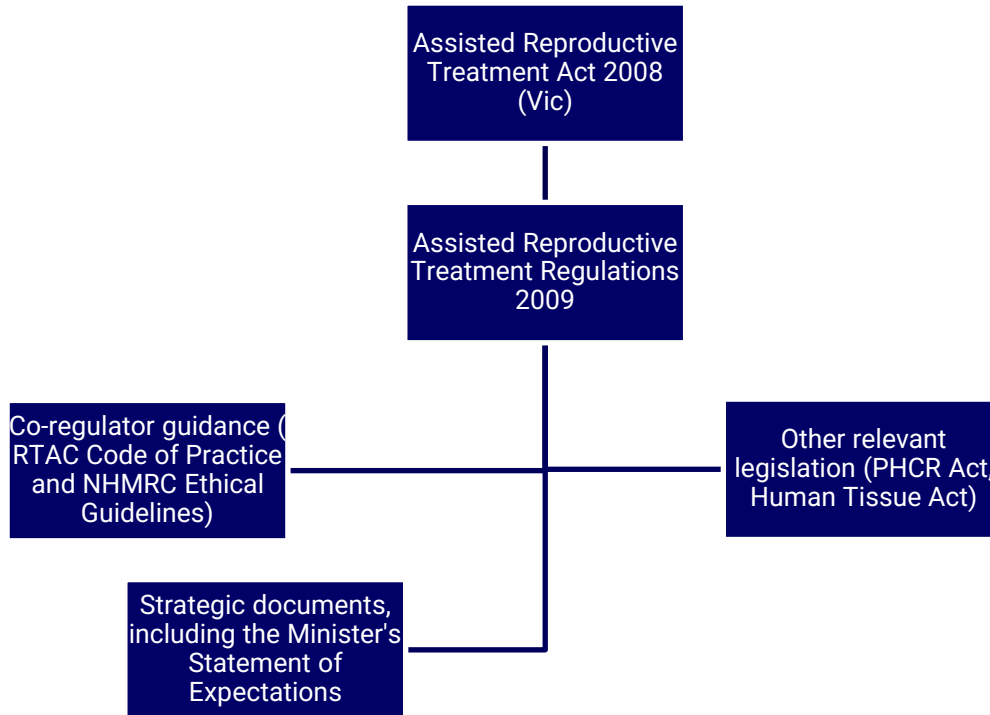 Assisted Reproductive
Treatment Act 2008
(Vic)
Assisted Reproductive
Treatment Regulations
2009
Co-regulator guidance (
RTAC Code of Practice
and NHMRC Ethical
Guidelines)
Other relevant
legislation (PHCR Act,
Human Tissue Act)
Strategic documents,
including the Minister's
Statement of
Expectations